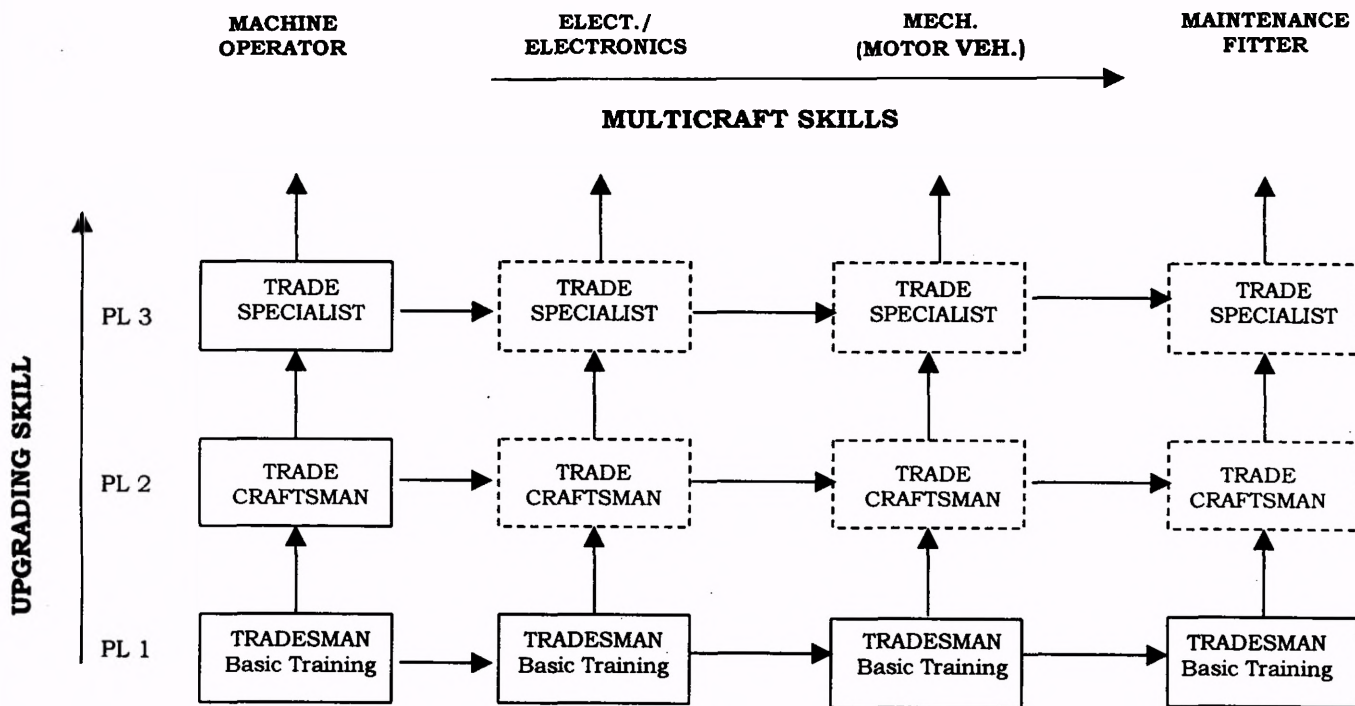 MACHINE
OPERATOR
ELECT./
ELECTRONICS
MECH.
(MOTOR VEH.)
MAINTENANCE
FITTER
MULTICRAFT SKILLS
UPGRADING SKILL
PL 3
TRADE
SPECIALIST
TRADE
SPECIALIST
TRADE
SPECIALIST
TRADE
SPECIALIST
PL 2
TRADE
CRAFTSMAN
TRADE
CRAFTSMAN
TRADE
CRAFTSMAN
TRADE
CRAFTSMAN
PL 1
TRADESMAN
Basic Training
TRADESMAN
Basic Training
TRADESMAN
Basic Training
TRADESMAN
Basic Training